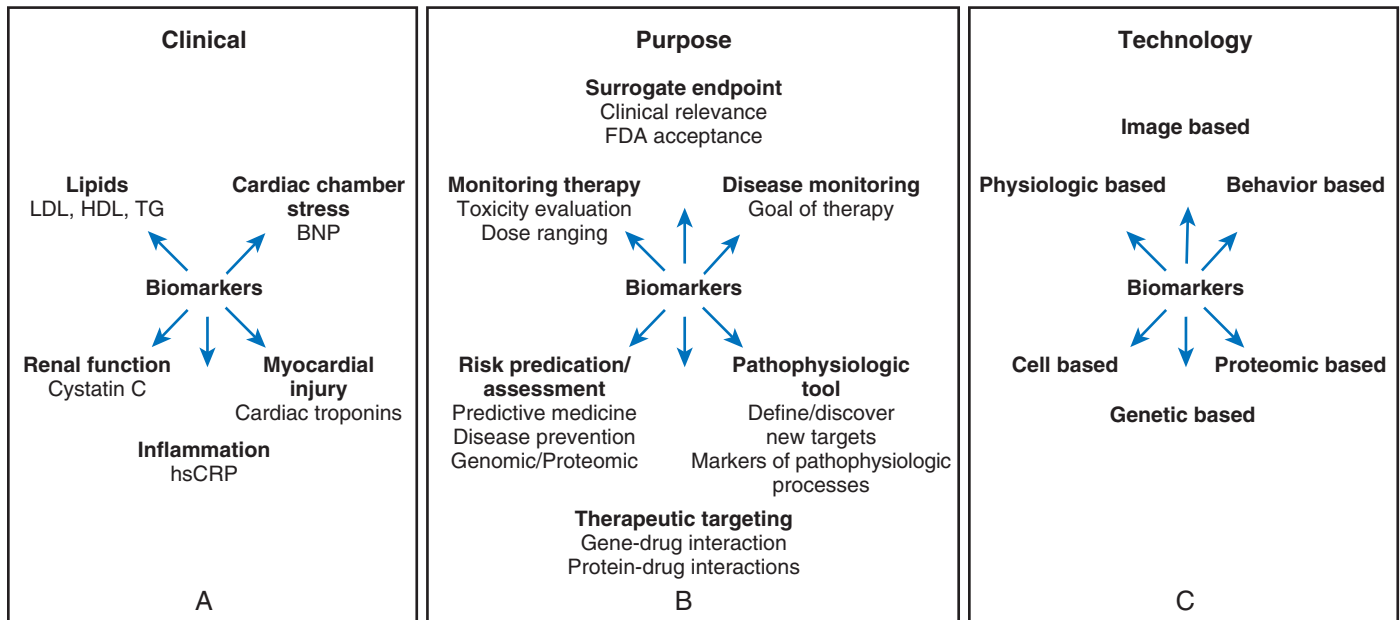 Clinical
Lipids
LDL, HDL, TG
Cardiac chamber
stress
BNP
Biomarkers
Renal function
Cystatin C
Myocardial
injury
Cardiac troponins
Inflammation
hsCRP
A
Purpose
Surrogate endpoint
Clinical relevance
FDA acceptance
Monitoring therapy
Toxicity evaluation
Dose ranging
Disease monitoring
Goal of therapy
Biomarkers
Risk predication/
assessment
Predictive medicine
Disease prevention
Genomic/Proteomic
Pathophysiologic
tool
Define/discover
new targets
Markers of pathophysiologic
processes
Therapeutic targeting
Gene-drug interaction
Protein-drug interactions
B
Technology
Image based
Physiologic based
Behavior based
Biomarkers
Cell based
Proteomic based
Genetic based
C